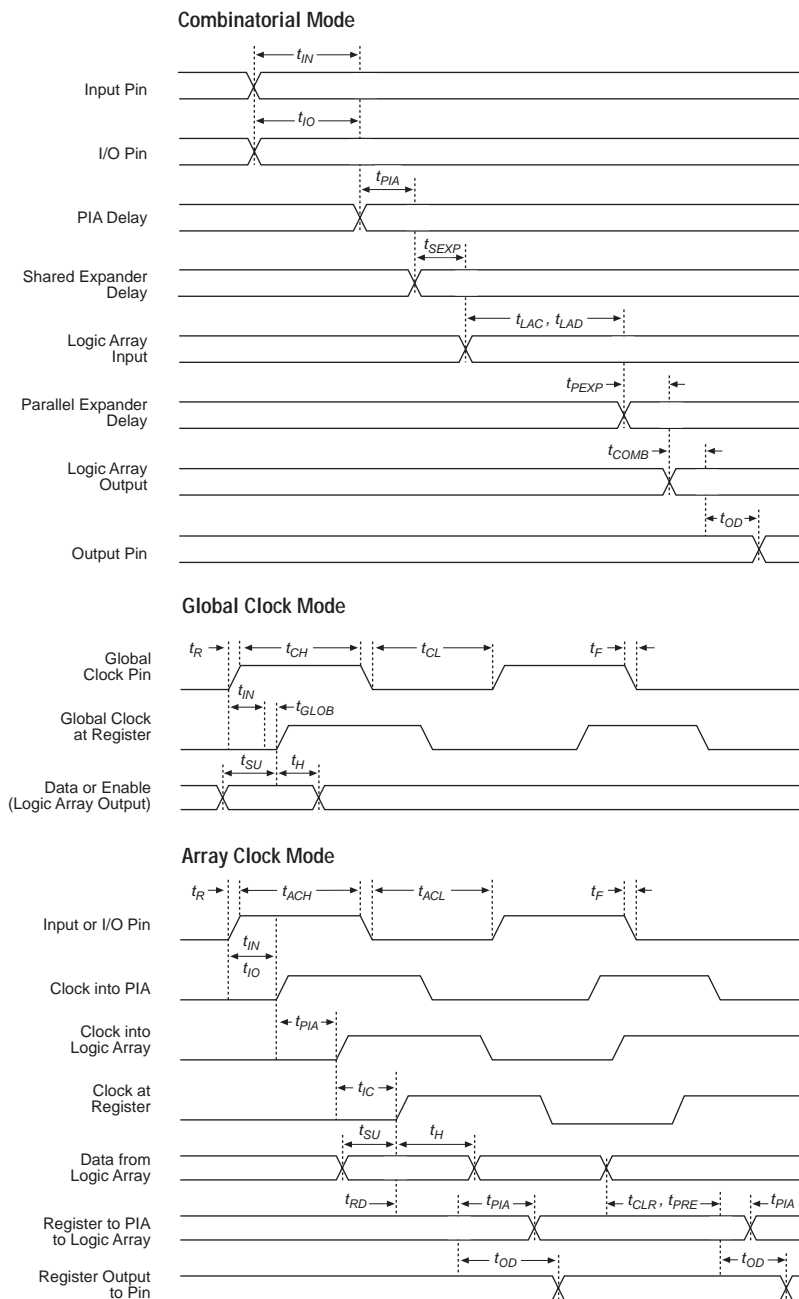 Combinatorial Mode
tIN
Input Pin
tIO
I/O Pin
tPIA
PIA Delay
tSEXP
Shared Expander
Delay
tLAC , tLAD
Logic Array
Input
tPEXP
Parallel Expander
Delay
tCOMB
Logic Array
Output
tOD
Output Pin
Global Clock Mode
tR tCH tCL tF
Global
Clock Pin
tIN
tGLOB
Global Clock
at Register
tSU tH
Data or Enable
(Logic Array Output)
Array Clock Mode
tR tACH tACL tF
Input or I/O Pin
tIN
tIO
Clock into PIA
tPIA
Clock into
Logic Array
tIC
Clock at
Register
tSU tH
Data from
Logic Array
tRD tPIA tCLR , tPRE tPIA
Register to PIA
to Logic Array
tOD tOD
Register Output
to Pin